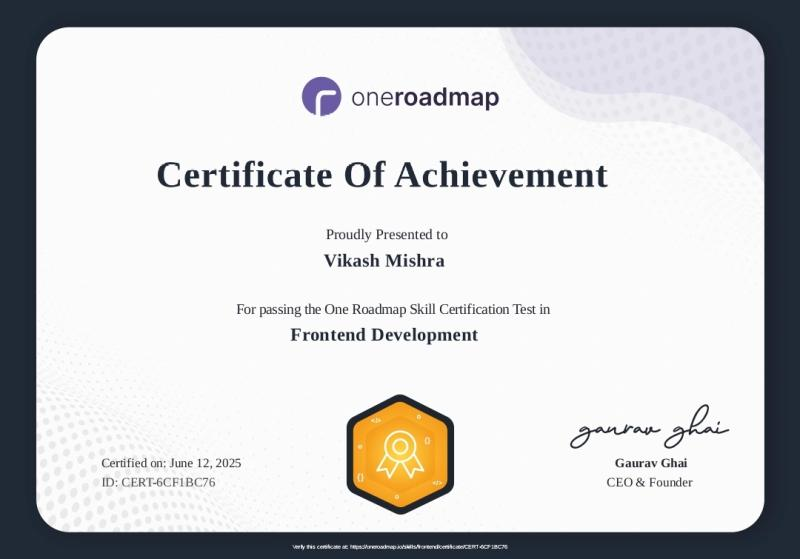 oneroadmap
Certificate Of Achievement
Proudly Presented to
Vikash Mishra
For passing the One Roadmap Skill Certification Test in
Frontend Development
gaurav ghai
Certified on: June 12, 2025
ID: CERT-6CF1BC76
Gaurav Ghai
CEO & Founder
Verify this certificate at: https://oneroadmap.io/skills/frontend/certificate/CERT-6CF1BC76